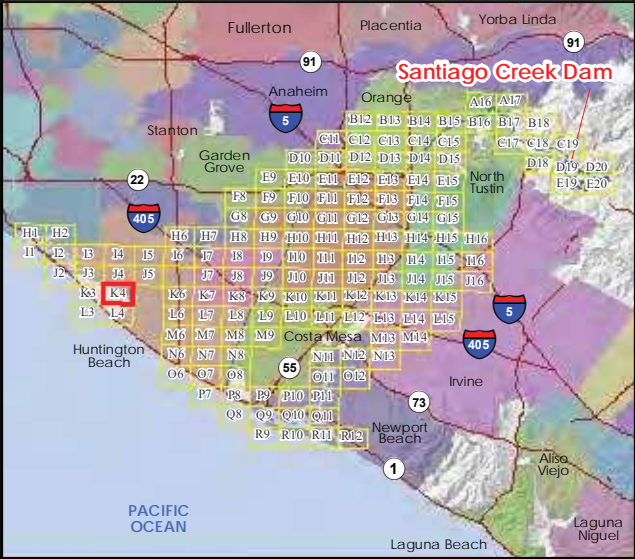 Fullerton
Placentia
Yorba Linda
91
91
Santiago Creek Dam
Anaheim
Orange
A16 A17
5
B12 B13 B14 B15 B16 B17 B18
Stanton
C11 C12 C13 C14 C15 C17 C18 C19
Garden
Grove
D10 D11 D12 D13 D14 D15 D18 D19 D20
22
E9 E10 E11 E12 E13 E14 E15 E19 E20
North
Tustin
F8 F9 F10 F11 F12 F13 F14 F15
405
G8 G9 G10 G11 G12 G13 G14 G15
H1 H2 H6 H7 H8 H9 H10 H11 H12 H13 H14 H15 H16
I1 I2 I3 I4 I5 I6 I7 I8 I9 I10 I11 I12 I13 I14 I15 I16
J2 J3 J4 J5 J7 J8 J9 J10 J11 J12 J13 J14 J15 J16
K3 K4 K6 K7 K8 K9 K10 K11 K12 K13 K14 K15
5
L3 L4 L6 L7 L8 L9 L10 L11 L12 L13 L14 L15
M6 M7 M8 M9 Costa Mesa M13 M14
405
Huntington
Beach
N6 N7 N8 N11 N12 N13
55
O6 O7 O8 O11 O12
Irvine
P7 P8 P9 P10 P11
73
Q8 Q9 Q10 Q11
Newport
Beach
R9 R10 R11 R12
Aliso
Viejo
1
PACIFIC
OCEAN
Laguna
Niguel
Laguna Beach